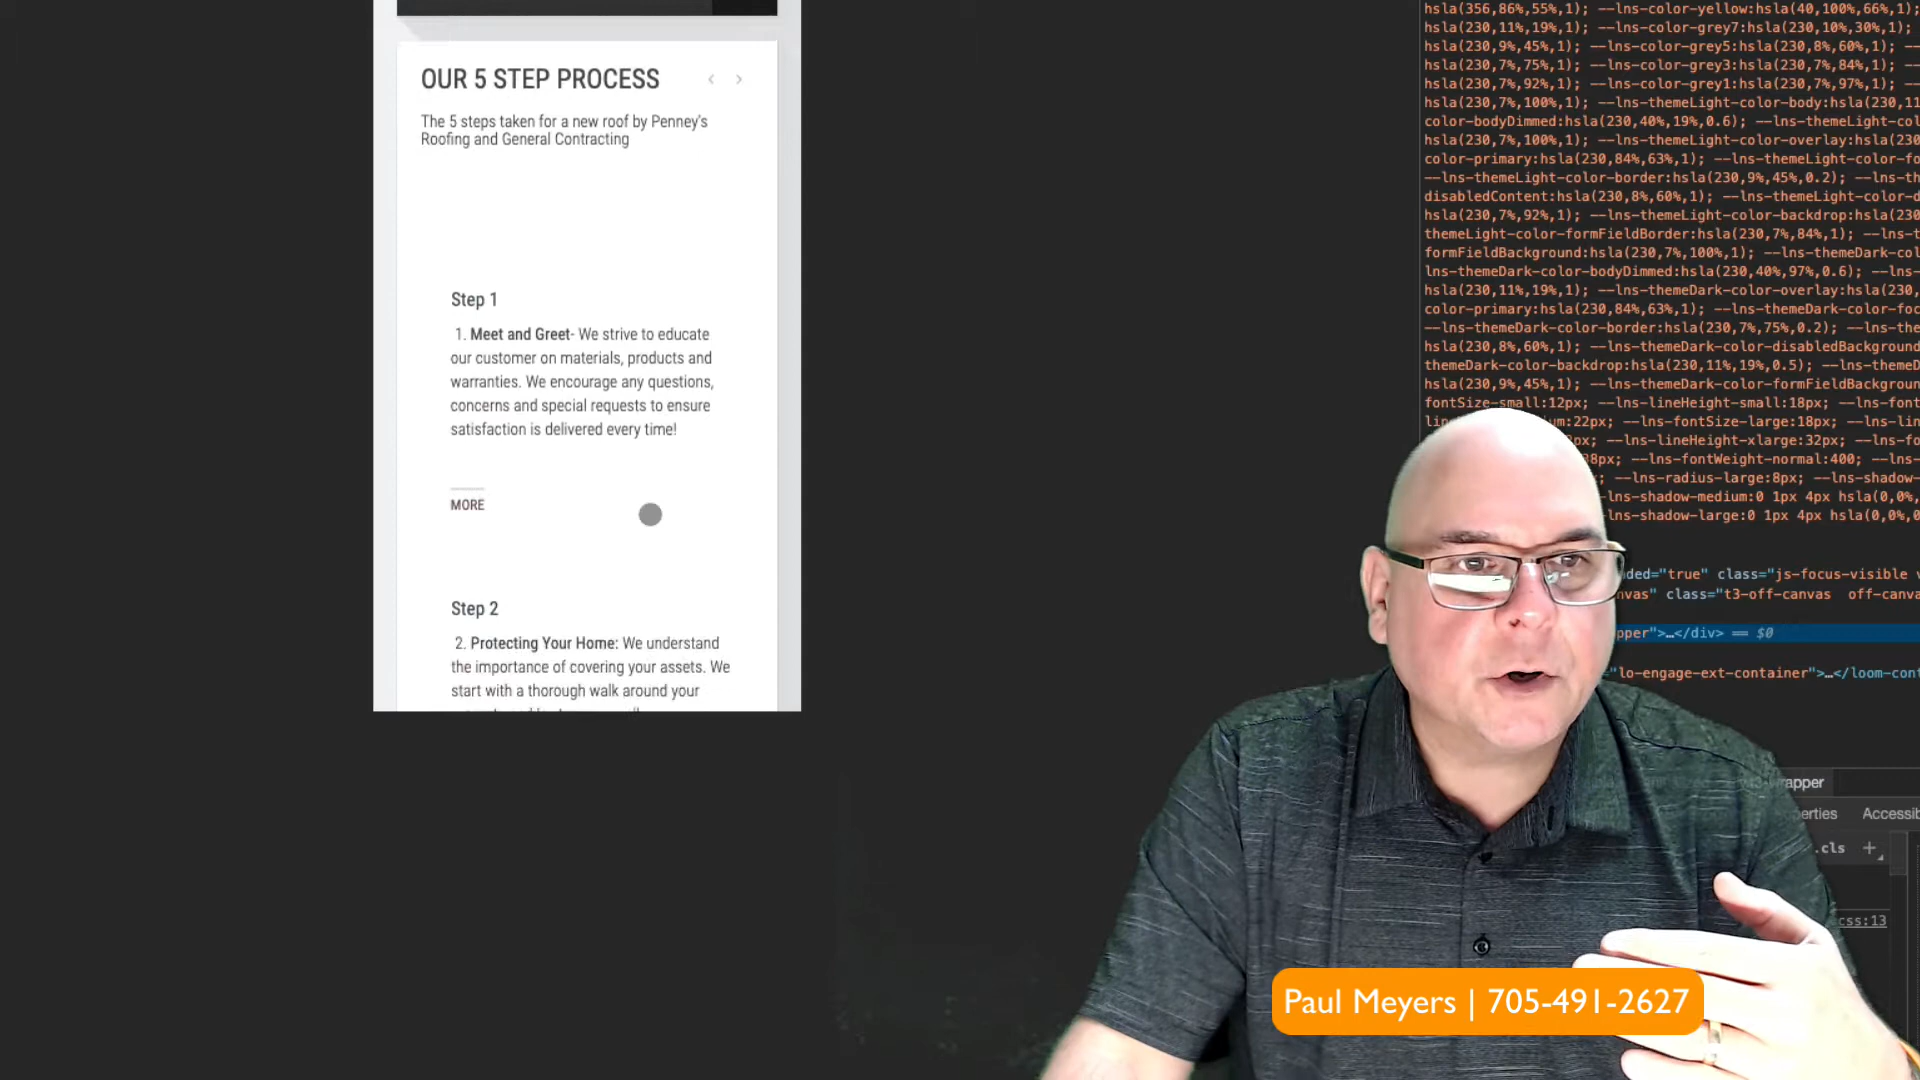 OUR 5 STEP PROCESS
The 5 steps taken for a new roof by Penney's
Roofing and General Contracting
Step 1
1. Meet and Greet- We strive to educate
our customer on materials, products and
warranties. We encourage any questions,
concerns and special requests to ensure
satisfaction is delivered every time!
MORE
Step 2
2. Protecting Your Home: We understand
the importance of covering your assets. We
start with a thorough walk around your
hsla(356,86%,55%,1); --lns-color-yellow:hsla(40,100%,66%,1);
hsla(230,11%,19%,1); --lns-color-grey7:hsla(230,10%,30%,1);
hsla(230,9%,45%,1); --lns-color-grey5:hsla(230,8%,60%,1);
hsla(230,7%,75%,1); --lns-color-grey3:hsla(230,7%,84%,1);
hsla(230,7%,92%,1); --lns-color-grey1:hsla(230,7%,97%,1);
hsla(230,7%,100%,1); --lns-themeLight-color-body:hsla(230,11
color-bodyDimmed:hsla(230,40%,19%,0.6); --lns-themeLight-co
hsla(230,7%,100%,1); --lns-themeLight-color-overlay:hsla(230
color-primary:hsla(230,84%,63%,1); --lns-themeLight-color-fo
--lns-themeLight-color-border:hsla(230,9%,45%,0.2); --lns-th
disabledContent:hsla(230,8%,60%,1); --lns-themeLight-color-d
hsla(230,7%,92%,1); --lns-themeLight-color-backdrop:hsla(230
themeLight-color-formFieldBorder:hsla(230,7%,84%,1); --lns-t
formFieldBackground:hsla(230,7%,100%,1); --lns-themeDark-col
lns-themeDark-color-bodyDimmed:hsla(230,40%,97%,0.6); --lns-
hsla(230,11%,19%,1); --lns-themeDark-color-overlay:hsla(230,
color-primary:hsla(230,84%,63%,1); --lns-themeDark-color-foc
--lns-themeDark-color-border:hsla(230,7%,75%,0.2); --lns-the
hsla(230,8%,60%,1); --lns-themeDark-color-disabledBackground
themeDark-color-backdrop:hsla(230,11%,19%,0.5); --lns-themeD
hsla(230,9%,45%,1); --lns-themeDark-color-formFieldBackgroun
fontSize-small:12px; --lns-lineHeight-small:18px; --lns-font
um:22px; --lns-fontSize-large:18px; --lns-lin
px; --lns-lineHeight-xlarge:32px; --lns-fo
38px; --lns-fontWeight-normal:400;
; --lns-radius-large:8px; --lns-shadow-
lns-shadow-medium:0 1px 4px hsla(0,0%,
lns-shadow-large:0 1px 4px hsla(0,0%,0
ded="true" class="js-focus-visible
nvas" class="t3-off-canvas off-canva
pper">…</div> == $0
"lo-engage-ext-container">…</loom-cont
wrapper
perties Accessib
.cls +
css:13
Paul Meyers | 705-491-2627